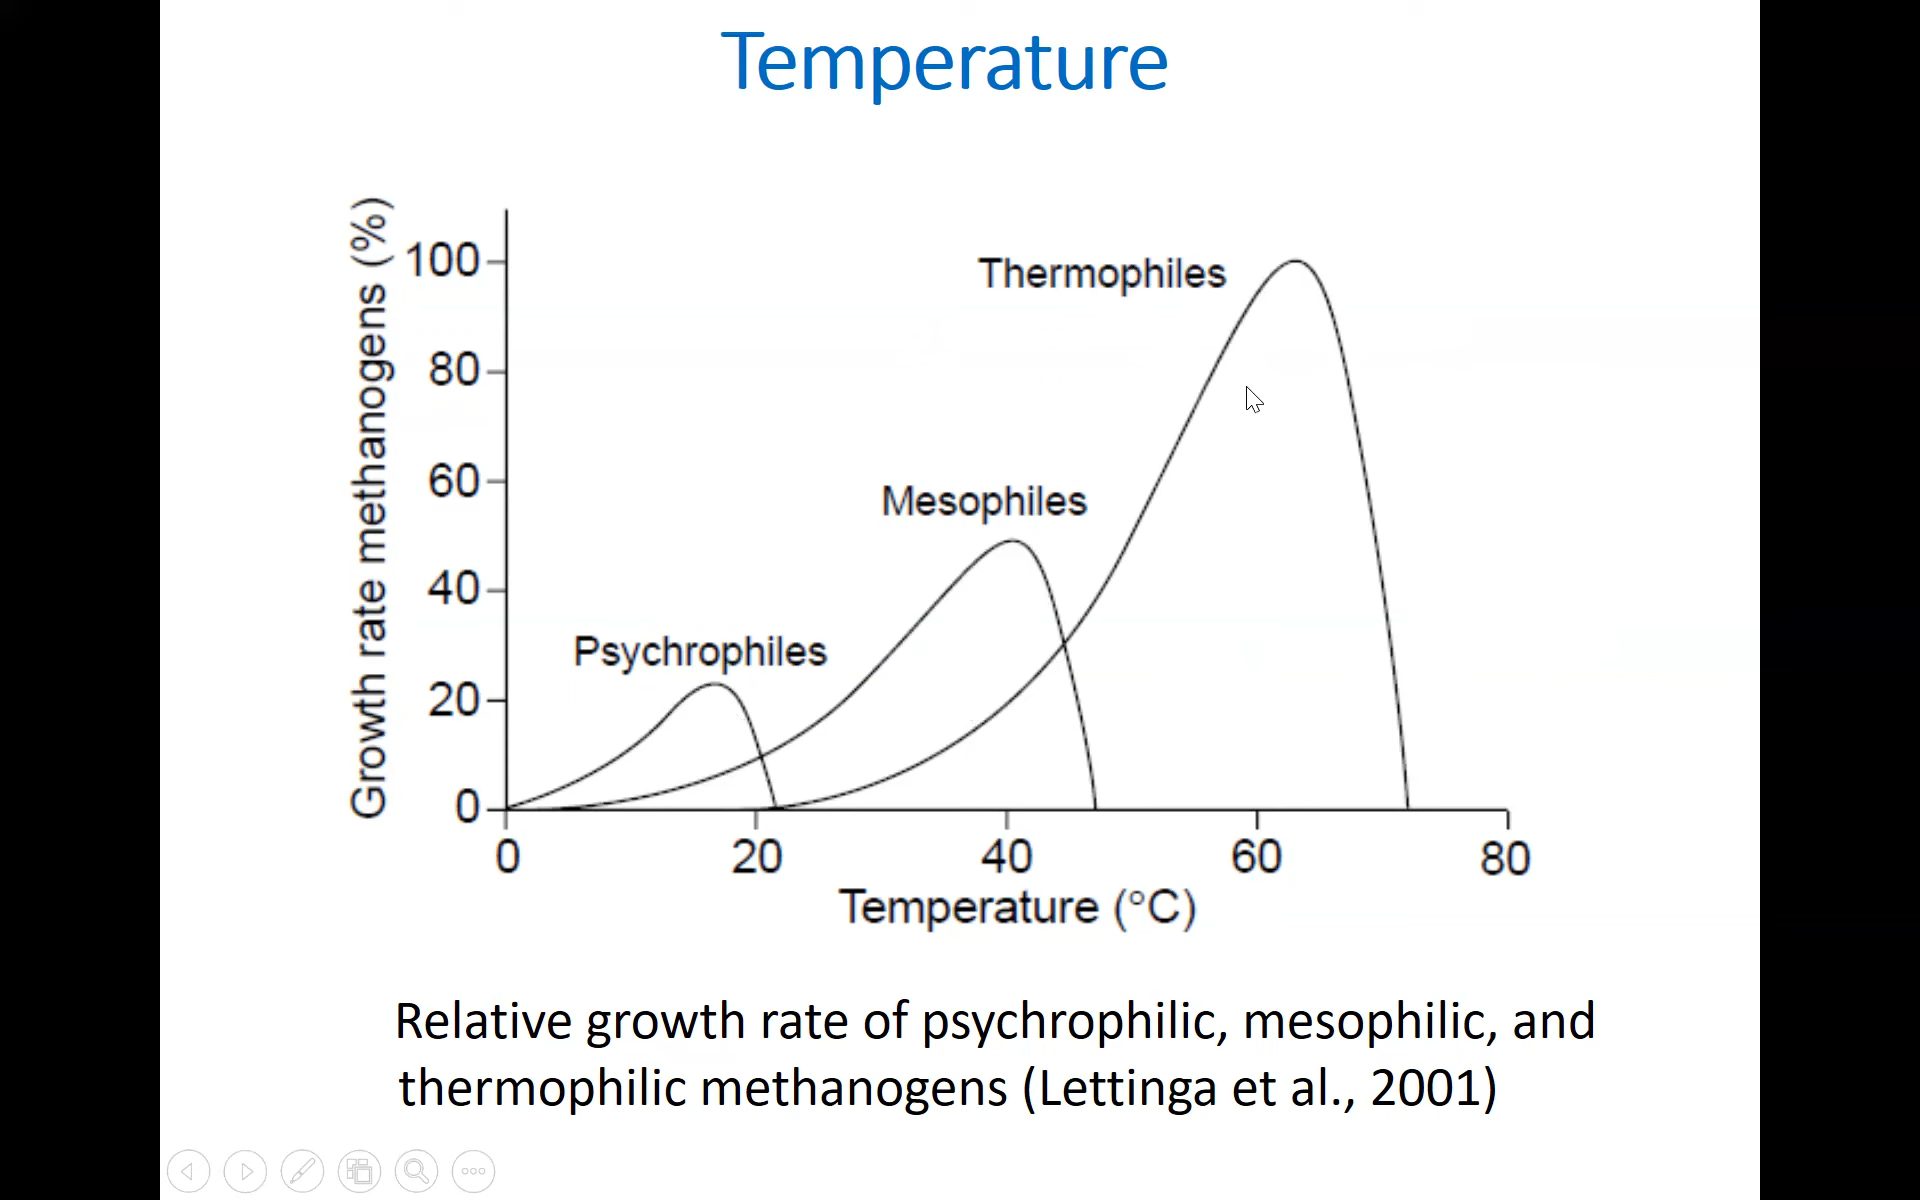 Temperature
Growth rate methanogens (%)
100
80
60
40
20
0
Thermophiles
Mesophiles
Psychrophiles
0 20 40 60 80
Temperature (°C)
Relative growth rate of psychrophilic, mesophilic, and
thermophilic methanogens (Lettinga et al., 2001)